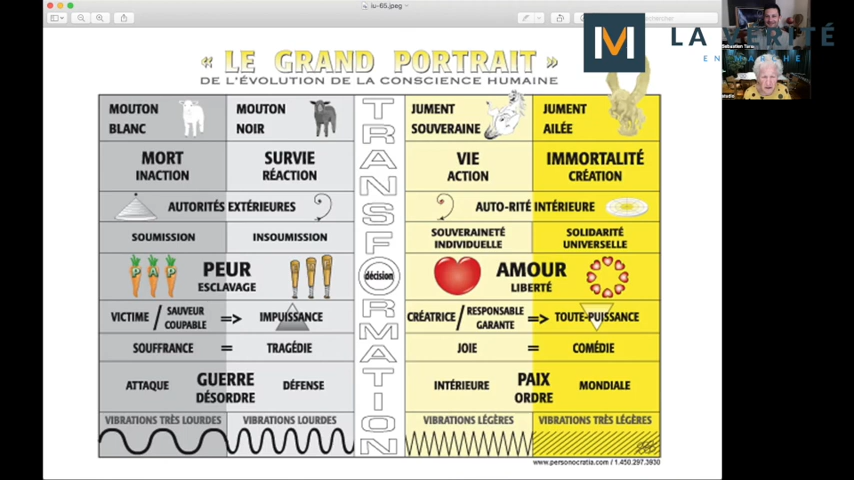 lu-65.jpeg
Rechercher
LA VÉRITÉ
EN MARCHE
« LE GRAND PORTRAIT »
DE L'ÉVOLUTION DE LA CONSCIENCE HUMAINE
MOUTON BLANC
MOUTON NOIR
JUMENT SOUVERAINE
JUMENT AILÉE
TRANSFORMATION
décision
MORT
INACTION
SURVIE
RÉACTION
VIE
ACTION
IMMORTALITÉ
CRÉATION
AUTORITÉS EXTÉRIEURES
AUTO-RITÉ INTÉRIEURE
SOUMISSION
INSOUMISSION
SOUVERAINETÉ INDIVIDUELLE
SOLIDARITÉ UNIVERSELLE
PAP
PEUR
ESCLAVAGE
AMOUR
LIBERTÉ
VICTIME / SAUVEUR COUPABLE => IMPUISSANCE
CRÉATRICE / RESPONSABLE GARANTE => TOUTE-PUISSANCE
SOUFFRANCE = TRAGÉDIE
JOIE = COMÉDIE
ATTAQUE
GUERRE
DÉSORDRE
DÉFENSE
INTÉRIEURE
PAIX
ORDRE
MONDIALE
VIBRATIONS TRÈS LOURDES
VIBRATIONS LOURDES
VIBRATIONS LÉGÈRES
VIBRATIONS TRÈS LÉGÈRES
www.personocratia.com / 1.450.297.3930